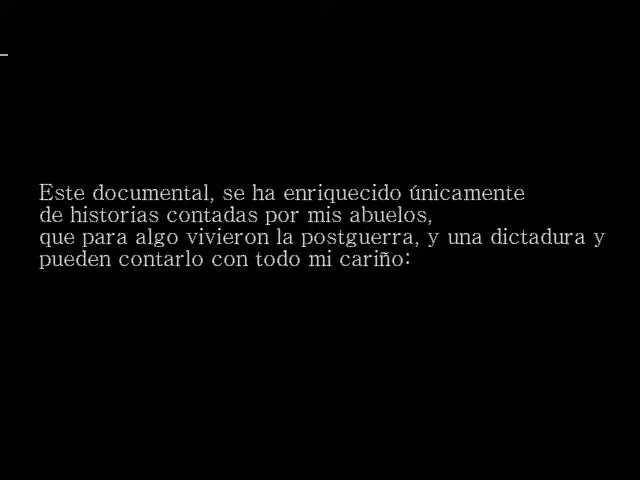 Este documental, se ha enriquecido únicamente
de historias contadas por mis abuelos,
que para algo vivieron la postguerra, y una dictadura y
pueden contarlo con todo mi cariño: